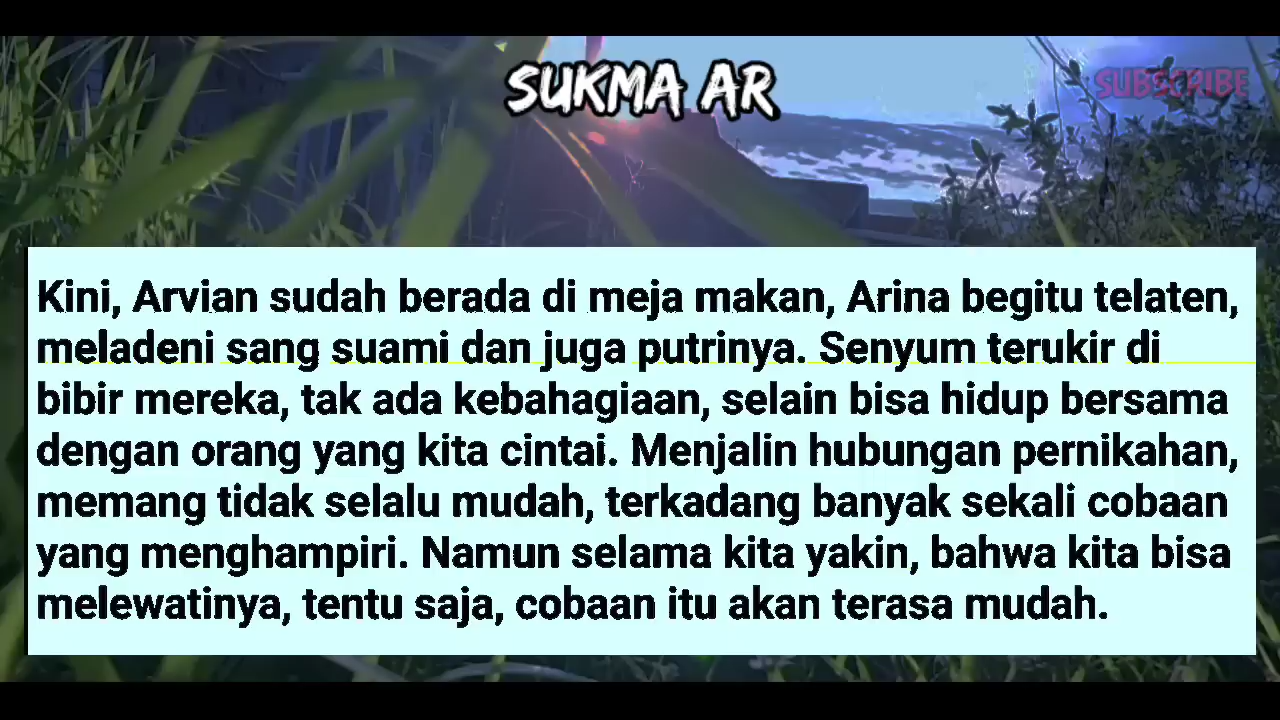 SUKMA AR
SUBSCRIBE
Kini, Arvian sudah berada di meja makan, Arina begitu telaten,
meladeni sang suami dan juga putrinya. Senyum terukir di
bibir mereka, tak ada kebahagiaan, selain bisa hidup bersama
dengan orang yang kita cintai. Menjalin hubungan pernikahan,
memang tidak selalu mudah, terkadang banyak sekali cobaan
yang menghampiri. Namun selama kita yakin, bahwa kita bisa
melewatinya, tentu saja, cobaan itu akan terasa mudah.